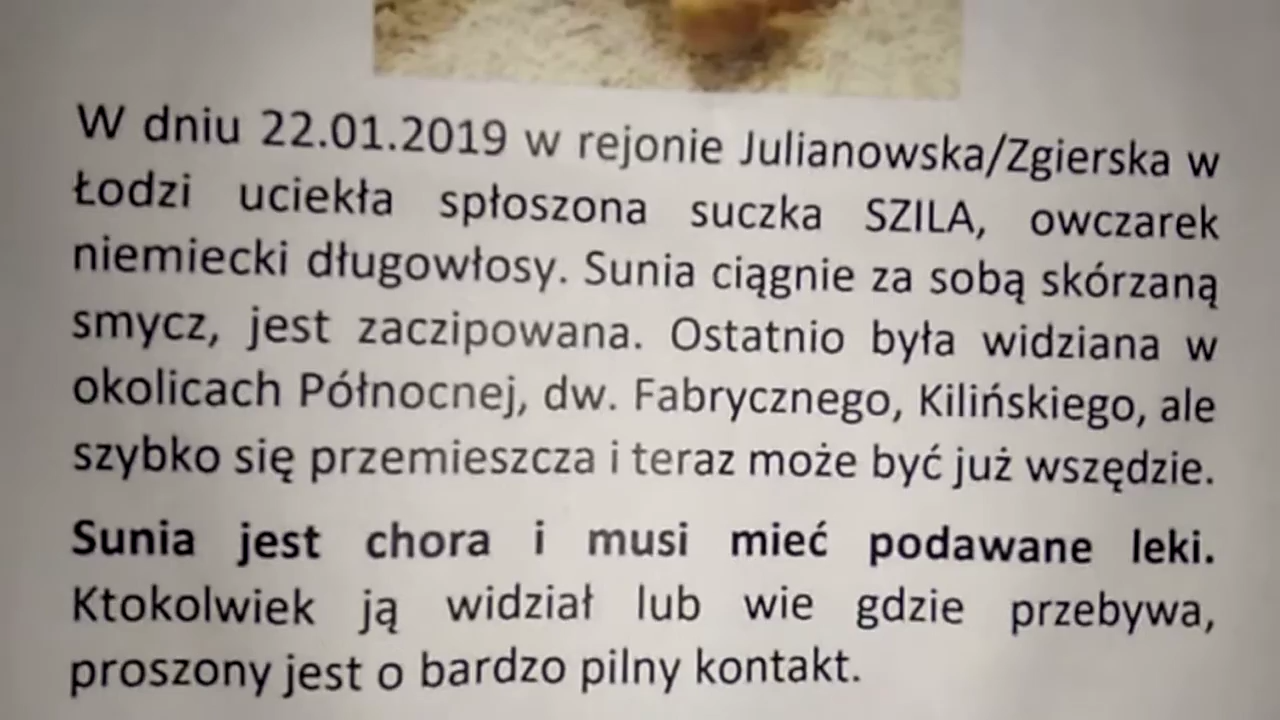 W dniu 22.01.2019 w rejonie Julianowska/Zgierska w
Łodzi uciekła spłoszona suczka SZILA, owczarek
niemiecki długowłosy. Sunia ciągnie za sobą skórzaną
smycz, jest zaczipowana. Ostatnio była widziana w
okolicach Północnej, dw. Fabrycznego, Kilińskiego, ale
szybko się przemieszcza i teraz może być już wszędzie.
Sunia jest chora i musi mieć podawane leki.
Ktokolwiek ją widział lub wie gdzie przebywa,
proszony jest o bardzo pilny kontakt.